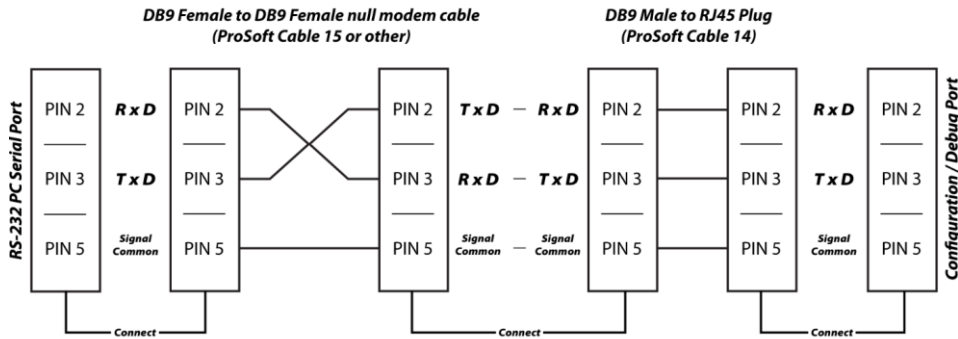 DB9 Female to DB9 Female null modem cable
(ProSoft Cable 15 or other)
DB9 Male to RJ45 Plug
(ProSoft Cable 14)
RS-232 PC Serial Port
PIN 2 RxD PIN 2 PIN 2 TxD – RxD PIN 2 PIN 2 RxD PIN 2
PIN 3 TxD PIN 3 PIN 3 RxD – TxD PIN 3 PIN 3 TxD PIN 3
PIN 5 Signal Common PIN 5 PIN 5 Signal Common – Signal Common PIN 5 PIN 5 Signal Common PIN 5
Configuration / Debug Port
Connect Connect Connect